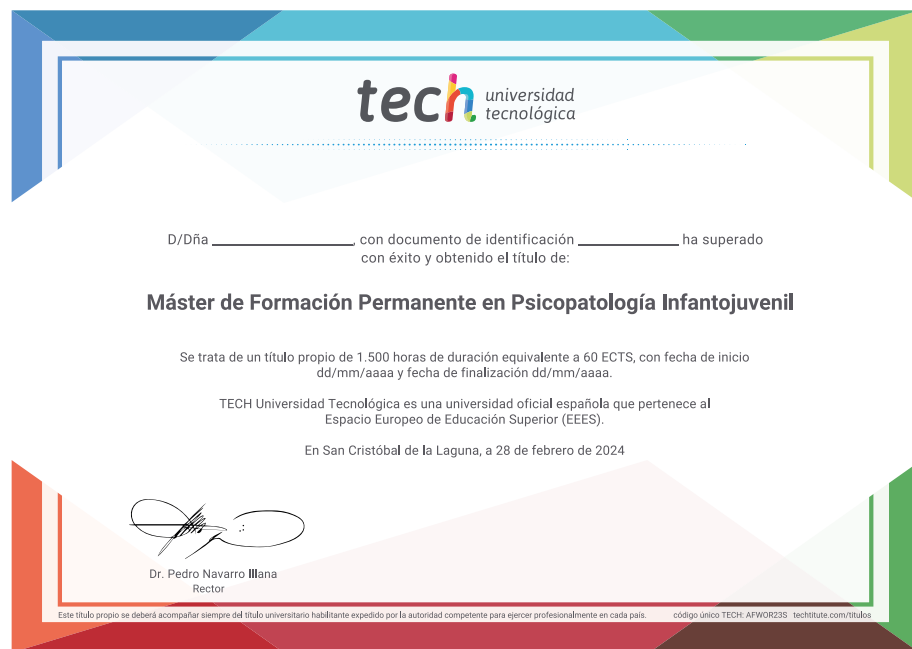 tech universidad
tecnológica
D/Dña ________________, con documento de identificación ____________ ha superado
con éxito y obtenido el título de:
Máster de Formación Permanente en Psicopatología Infantojuvenil
Se trata de un título propio de 1.500 horas de duración equivalente a 60 ECTS, con fecha de inicio
dd/mm/aaaa y fecha de finalización dd/mm/aaaa.
TECH Universidad Tecnológica es una universidad oficial española que pertenece al
Espacio Europeo de Educación Superior (EEES).
En San Cristóbal de la Laguna, a 28 de febrero de 2024
Dr. Pedro Navarro Illana
Rector
Este título propio se deberá acompañar siempre del título universitario habilitante expedido por la autoridad competente para ejercer profesionalmente en cada país. código único TECH: AFWOR23S techtitute.com/títulos